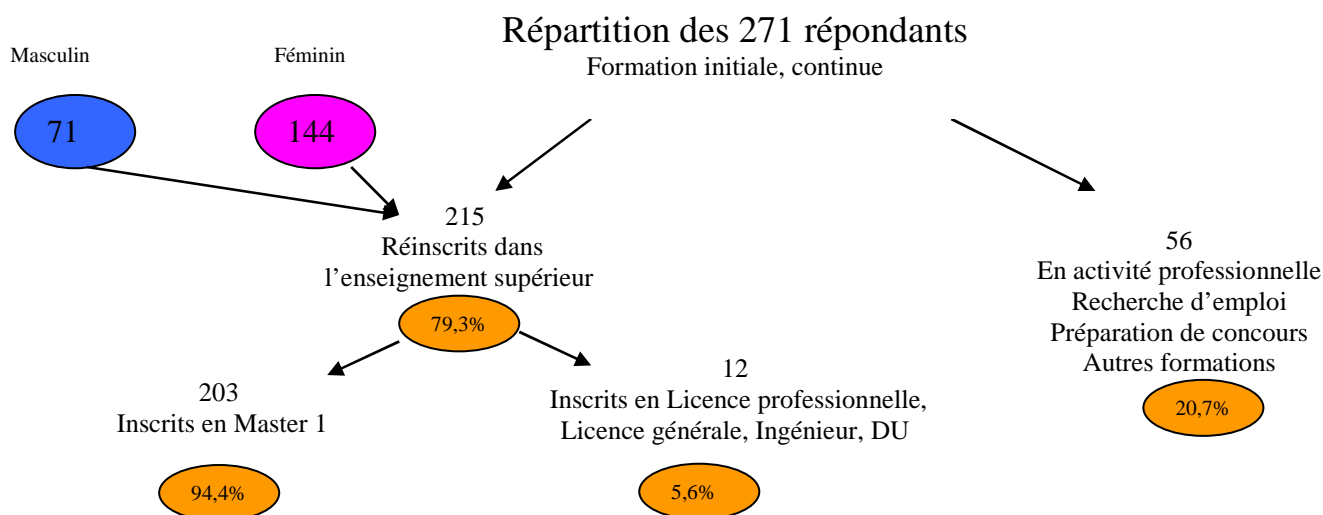 Répartition des 271 répondants
Formation initiale, continue
Masculin
Féminin
71
144
215
Réinscrits dans
l’enseignement supérieur
79,3%
56
En activité professionnelle
Recherche d’emploi
Préparation de concours
Autres formations
20,7%
203
Inscrits en Master 1
94,4%
12
Inscrits en Licence professionnelle,
Licence générale, Ingénieur, DU
5,6%